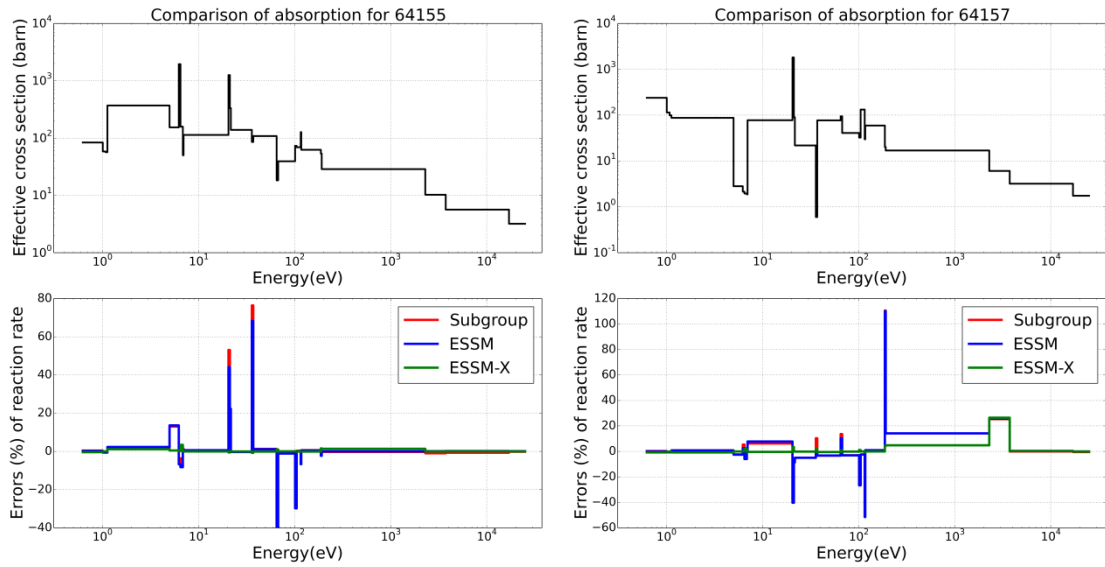 Comparison of absorption for 64155
Effective cross section (barn)
10^4
10^3
10^2
10^1
10^0
10^0 10^1 10^2 10^3 10^4
Energy(eV)
Comparison of absorption for 64157
Effective cross section (barn)
10^4
10^3
10^2
10^1
10^0
10^-1
10^0 10^1 10^2 10^3 10^4
Energy(eV)
Errors (%) of reaction rate
80
60
40
20
0
-20
-40
Subgroup
ESSM
ESSM-X
10^0 10^1 10^2 10^3 10^4
Energy(eV)
Errors (%) of reaction rate
120
100
80
60
40
20
0
-20
-40
-60
Subgroup
ESSM
ESSM-X
10^0 10^1 10^2 10^3 10^4
Energy(eV)